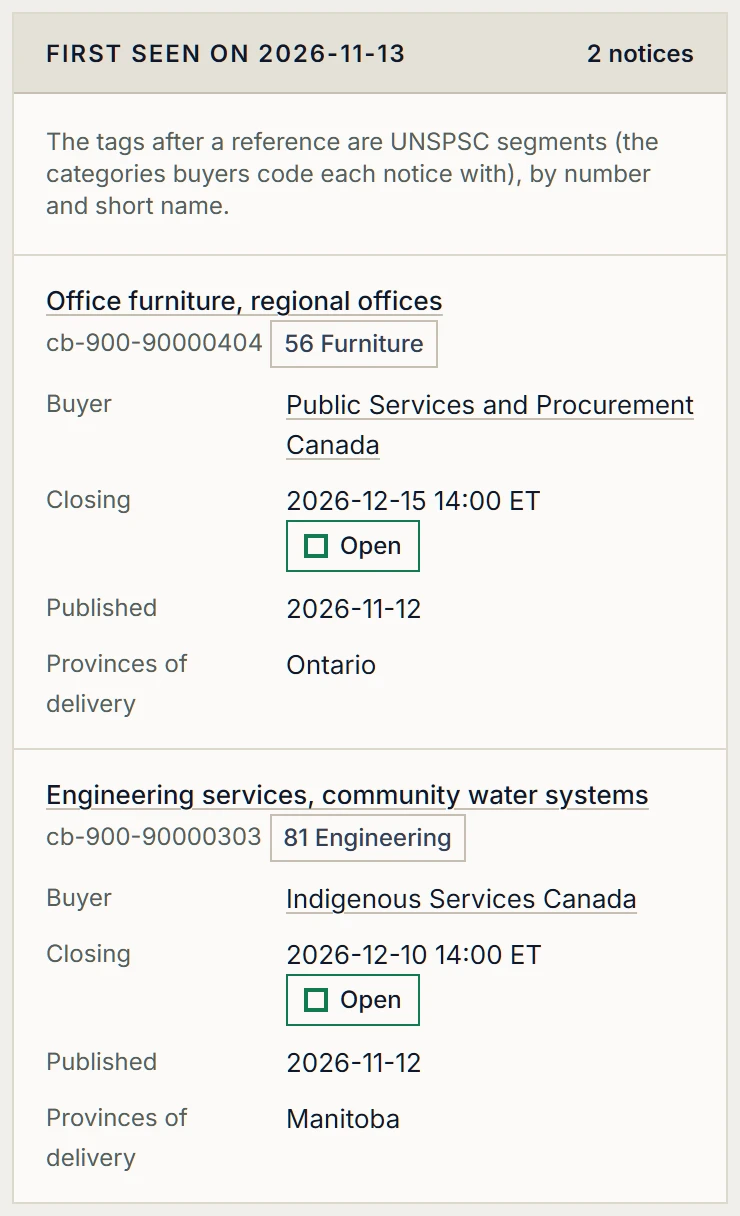 FIRST SEEN ON 2026-11-13 2 notices
The tags after a reference are UNSPSC segments (the
categories buyers code each notice with), by number
and short name.
Office furniture, regional offices
cb-900-90000404 56 Furniture
Buyer Public Services and Procurement
Canada
Closing 2026-12-15 14:00 ET
Open
Published 2026-11-12
Provinces of Ontario
delivery
Engineering services, community water systems
cb-900-90000303 81 Engineering
Buyer Indigenous Services Canada
Closing 2026-12-10 14:00 ET
Open
Published 2026-11-12
Provinces of Manitoba
delivery